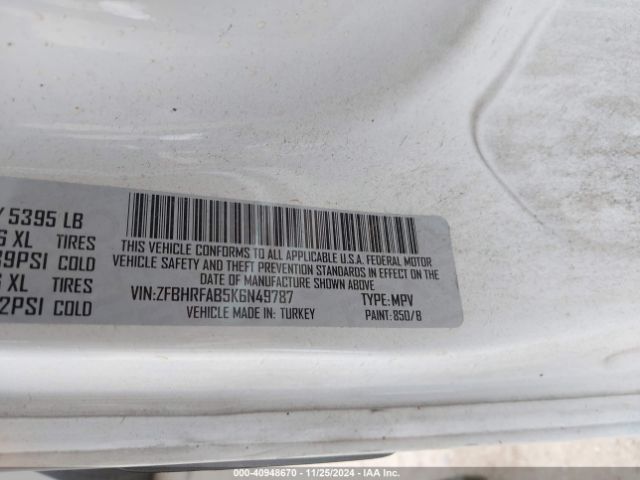 / 5395 LB
XL TIRES
9PSI COLD
XL
2PSI COLD
THIS VEHICLE CONFORMS TO ALL APPLICABLE U.S.A. FEDERAL MOTOR
VEHICLE SAFETY AND THEFT PREVENTION STANDARDS IN EFFECT ON THE
DATE OF MANUFACTURE SHOWN ABOVE
VIN:ZFBHRFAB5K6N49787 TYPE:MPV
VEHICLE MADE IN: TURKEY PAINT: 850/B
000-40948670 - 11/25/2024 - IAA Inc.